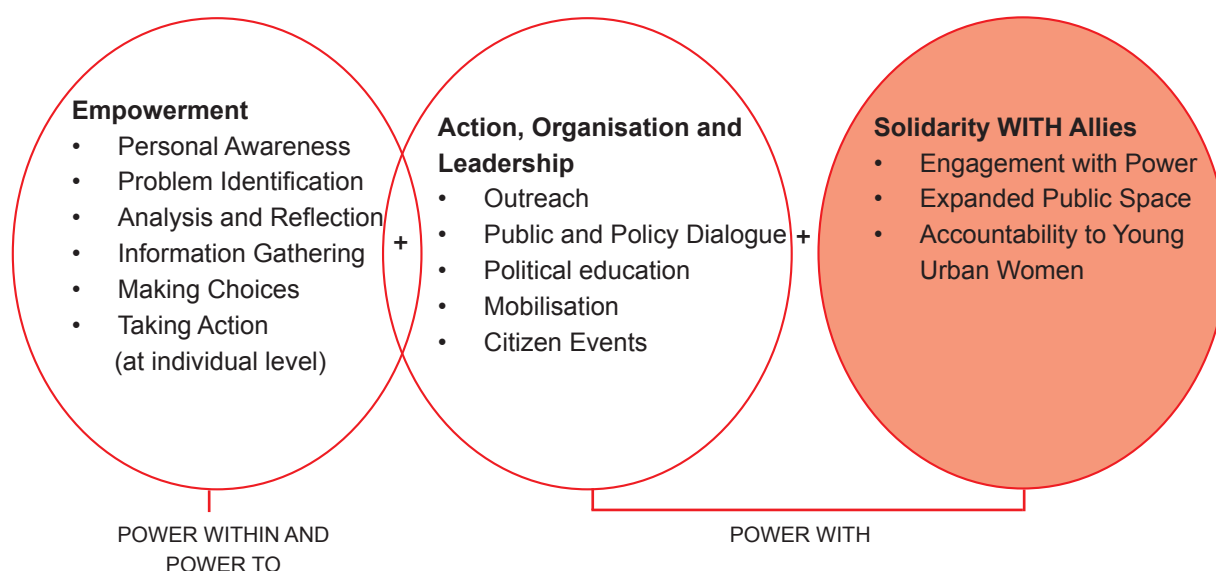 Empowerment
• Personal Awareness
• Problem Identification
• Analysis and Reflection
• Information Gathering
• Making Choices
• Taking Action
(at individual level)
+
Action, Organisation and
Leadership
• Outreach
• Public and Policy Dialogue
• Political education
• Mobilisation
• Citizen Events
+
Solidarity WITH Allies
• Engagement with Power
• Expanded Public Space
• Accountability to Young
Urban Women
POWER WITHIN AND
POWER TO
POWER WITH